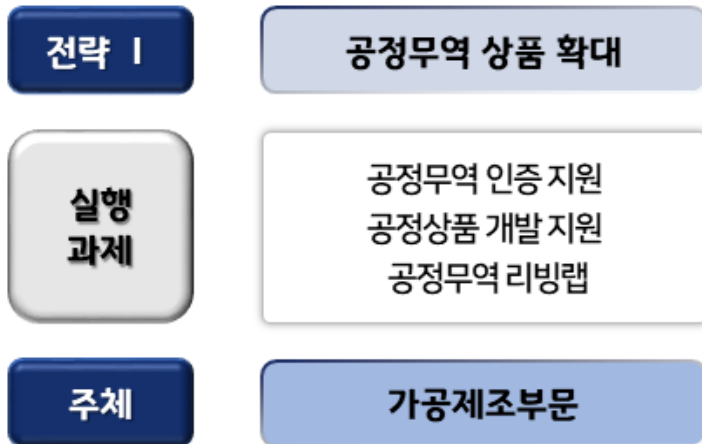 전략 Ⅰ
공정무역 상품 확대
실행
과제
공정무역 인증 지원
공정상품 개발 지원
공정무역 리빙랩
주체
가공제조부문